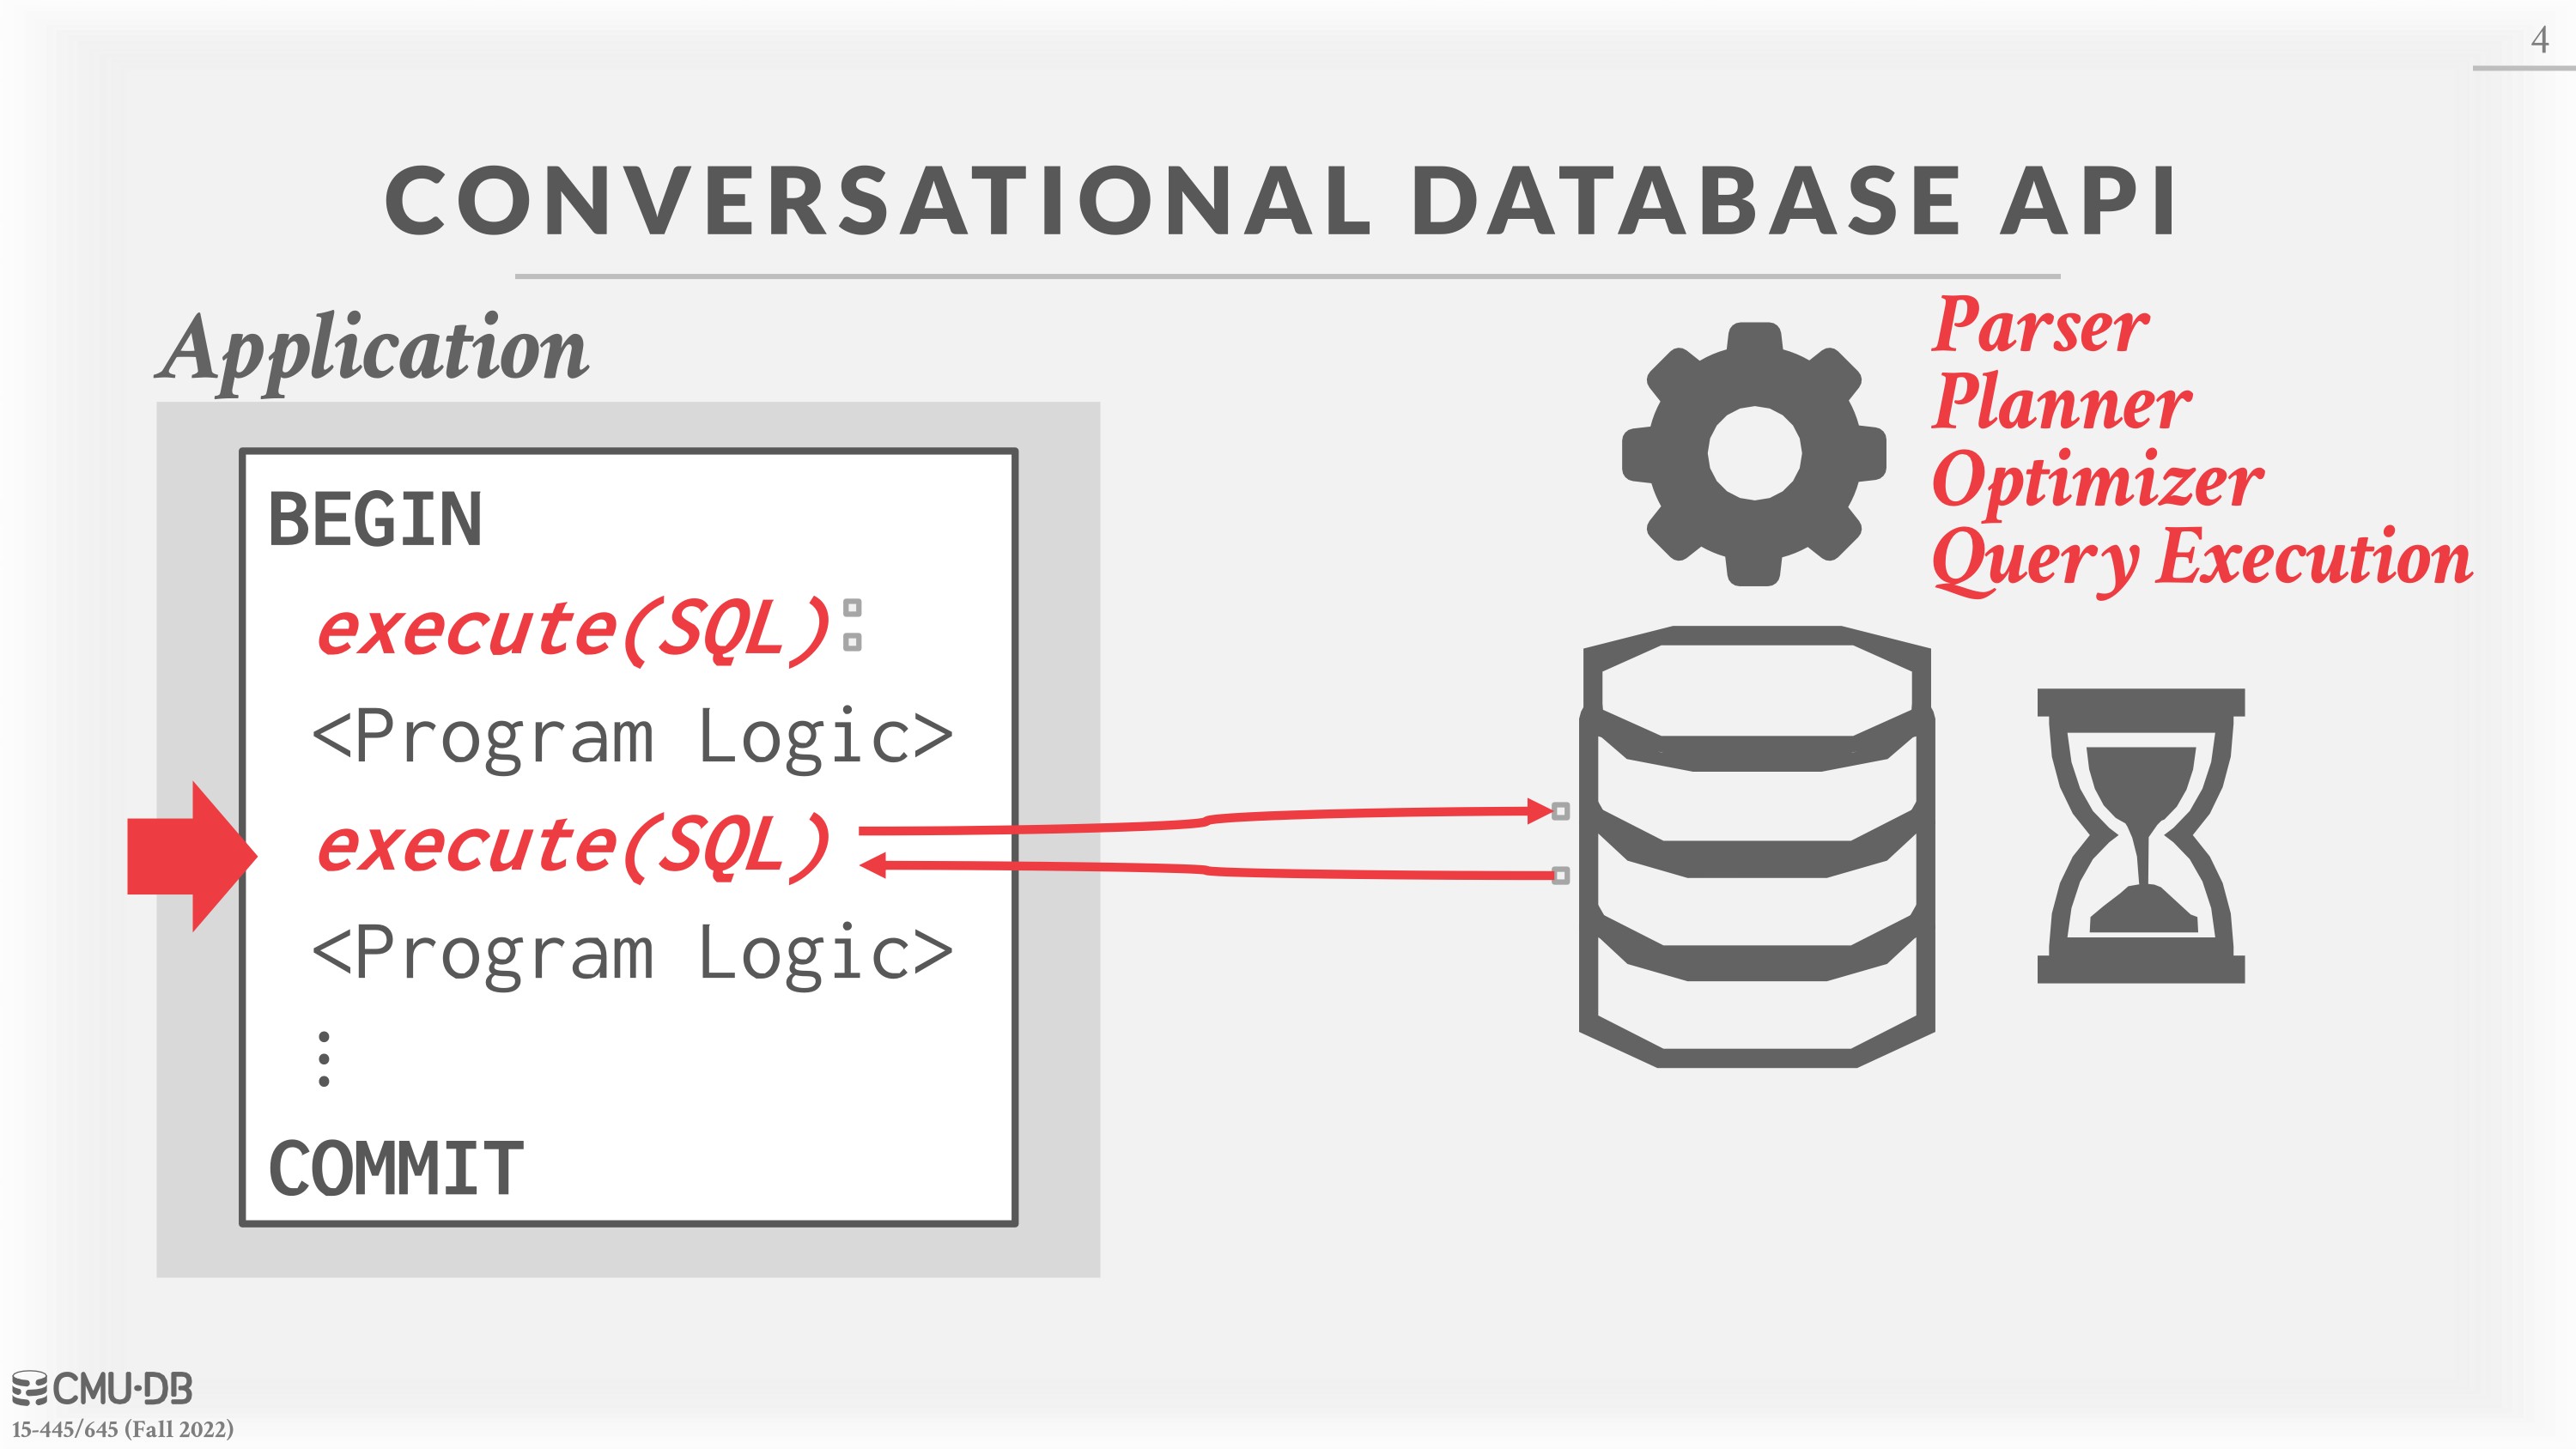 4
CONVERSATIONAL DATABASE API
Application
BEGIN
execute(SQL)
<Program Logic>
execute(SQL)
<Program Logic>
⋮
COMMIT
Parser
Planner
Optimizer
Query Execution
CMU·DB
15-445/645 (Fall 2022)